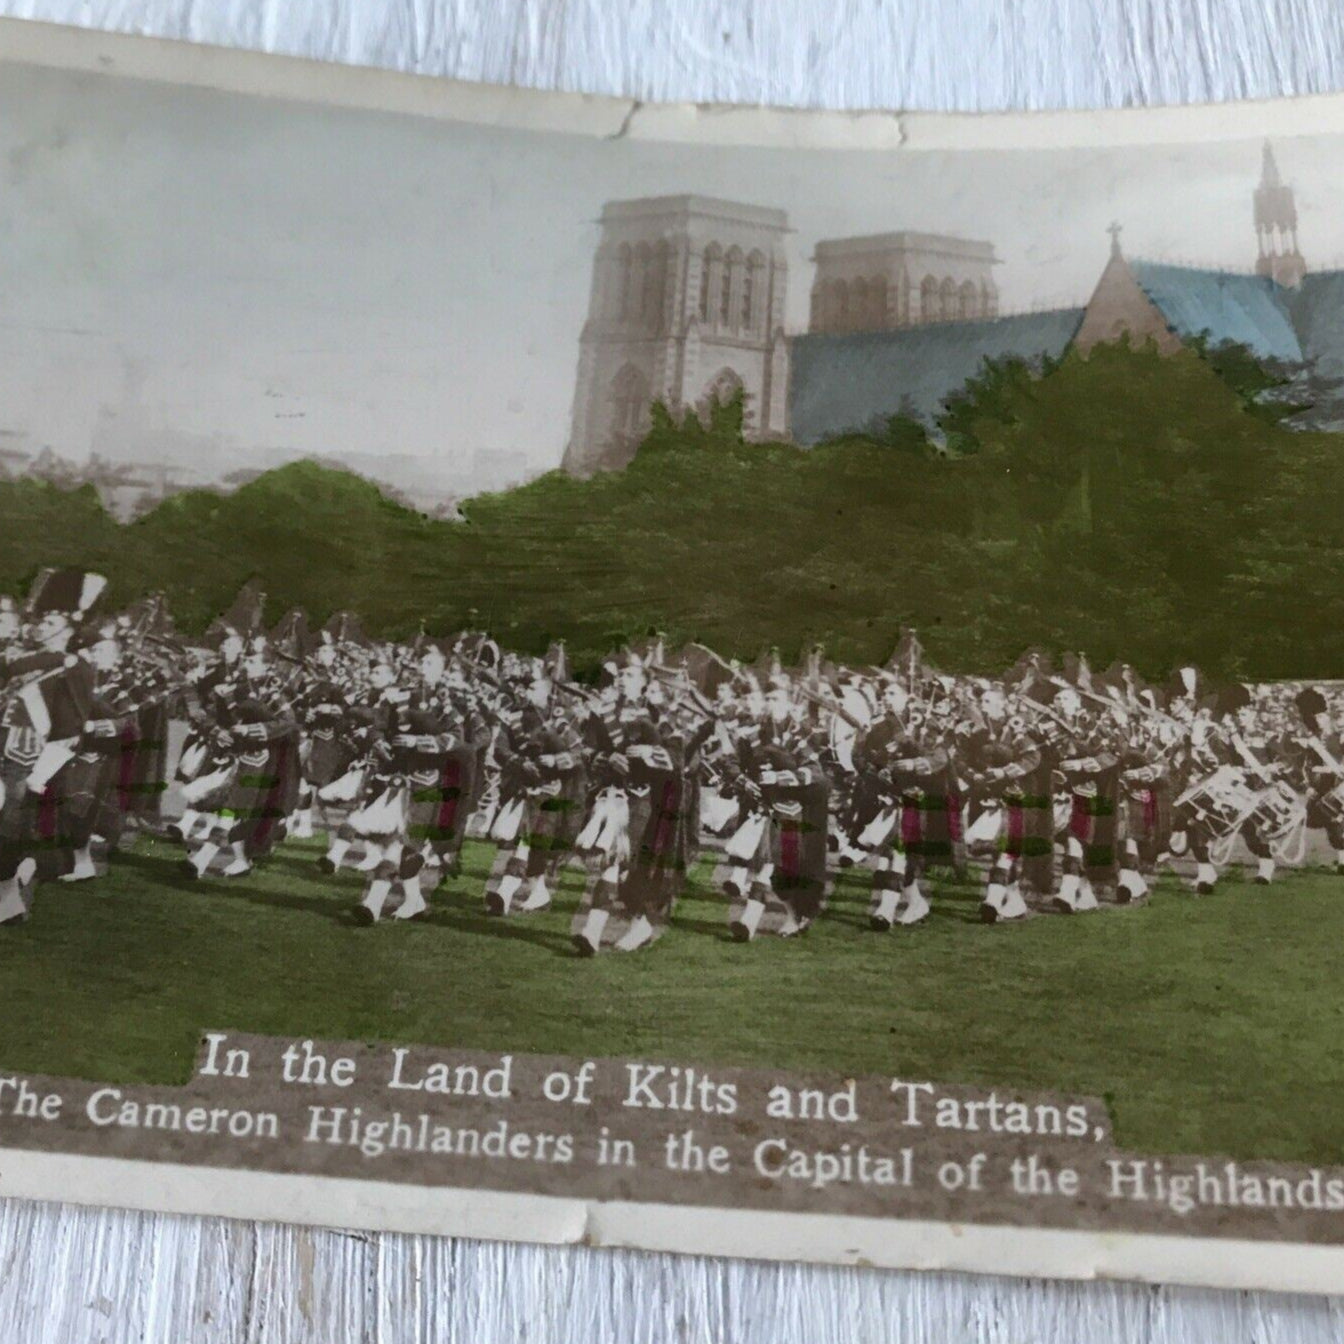 In the Land of Kilts and Tartans,
The Cameron Highlanders in the Capital of the Highlands